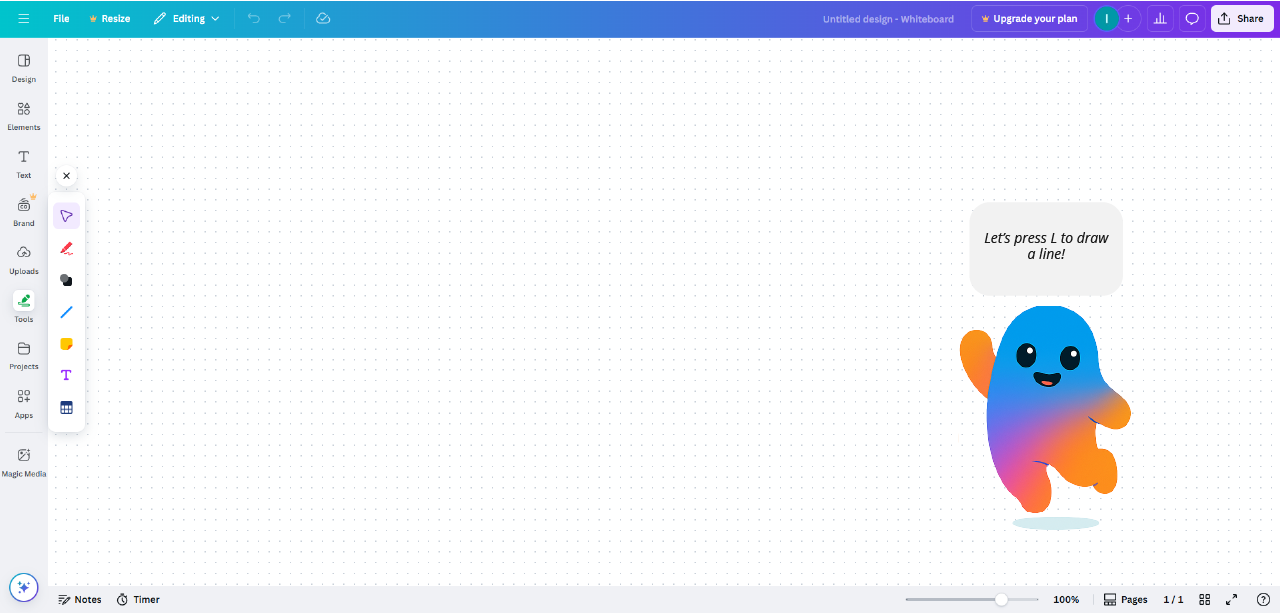 File
Resize
Editing
Untitled design - Whiteboard
Upgrade your plan
I
Share
Design
Elements
Text
Brand
Uploads
Tools
Projects
Apps
Magic Media
Let's press L to draw
a line!
Notes
Timer
100%
Pages
1 / 1